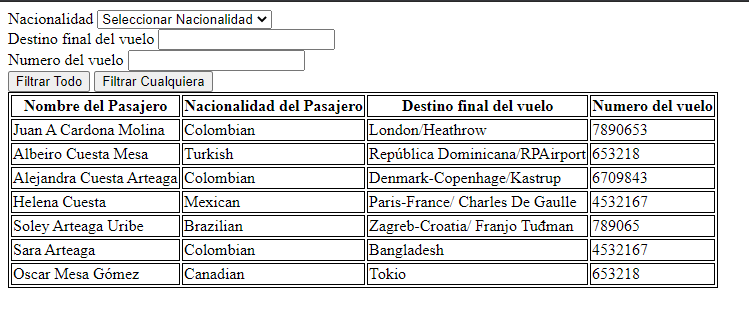 Nacionalidad Seleccionar Nacionalidad
Destino final del vuelo
Numero del vuelo
Filtrar Todo Filtrar Cualquiera
Nombre del Pasajero Nacionalidad del Pasajero Destino final del vuelo Numero del vuelo
Juan A Cardona Molina Colombian London/Heathrow 7890653
Albeiro Cuesta Mesa Turkish República Dominicana/RPAirport 653218
Alejandra Cuesta Arteaga Colombian Denmark-Copenhage/Kastrup 6709843
Helena Cuesta Mexican Paris-France/ Charles De Gaulle 4532167
Soley Arteaga Uribe Brazilian Zagreb-Croatia/ Franjo Tuđman 789065
Sara Arteaga Colombian Bangladesh 4532167
Oscar Mesa Gómez Canadian Tokio 653218